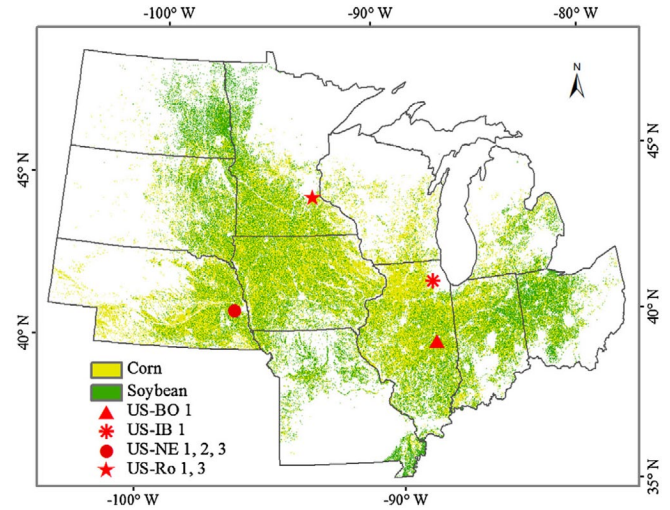 -100° W -90° W -80° W
N
45° N
45° N
40° N
40° N
Corn
Soybean
US-BO 1
US-IB 1
US-NE 1, 2, 3
US-Ro 1, 3
35° N
-100° W -90° W